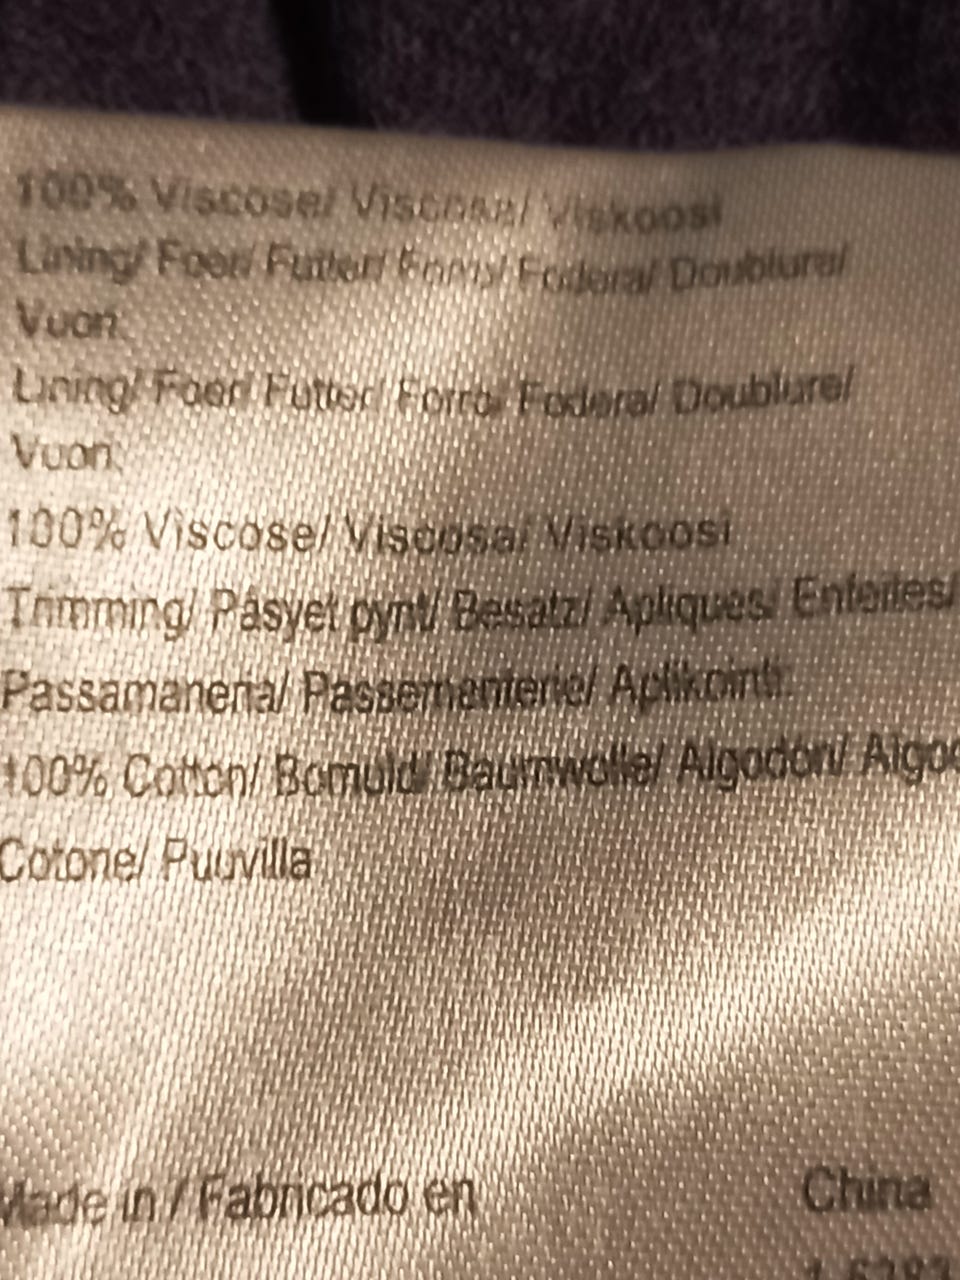 100% Viscose/ Viscosa/ Viskoosi
Lining/ Foer/ Futter/ Forro/ Fodera/ Doublure/
Vuori:
Lining/ Foer/ Futter/ Forro/ Fodera/ Doublure/
Vuori:
100% Viscose/ Viscosa/ Viskoosi
Trimming/ Påsyet pynt/ Besatz/ Apliques/ Enfeites/
Passamaneria/ Passementerie/ Aplikointi:
100% Cotton/ Bomuld/ Baumwolle/ Algodón/ Algod
Cotone/ Puuvilla
Made in / Fabricado en China